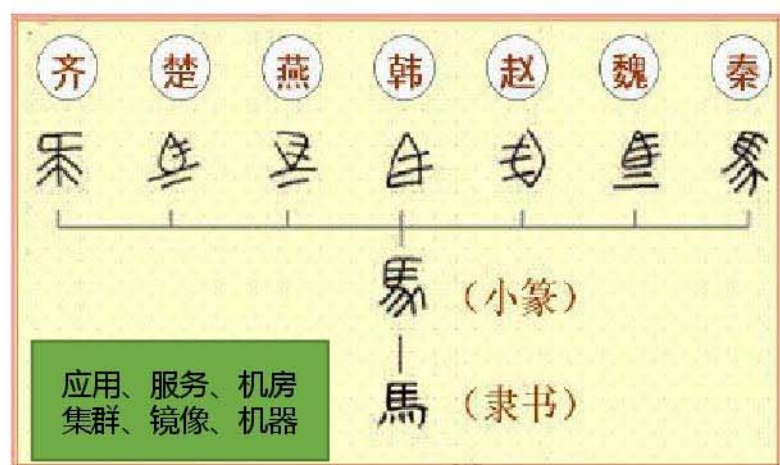 齐 楚 燕 韩 赵 魏 秦
馬（小篆）
馬（隶书）
应用、服务、机房
集群、镜像、机器